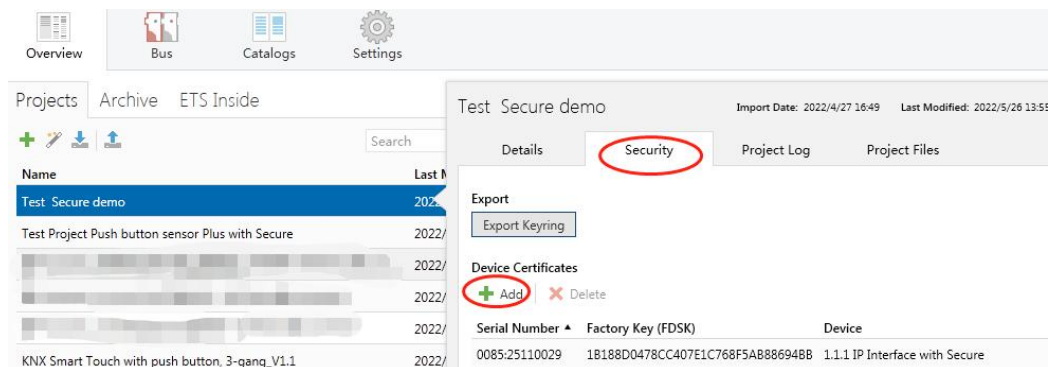 Overview Bus Catalogs Settings
Projects Archive ETS Inside
Search
Name Last
Test Secure demo 202
Test Project Push button sensor Plus with Secure 2022/
2022/
2022/
2022/
KNX Smart Touch with push button, 3-gang_V1.1 2022/
Test Secure demo Import Date: 2022/4/27 16:49 Last Modified: 2022/5/26 13:55
Details Security Project Log Project Files
Export
Export Keyring
Device Certificates
Add Delete
Serial Number Factory Key (FDSK) Device
0085:25110029 1B188D0478CC407E1C768F5AB88694BB 1.1.1 IP Interface with Secure